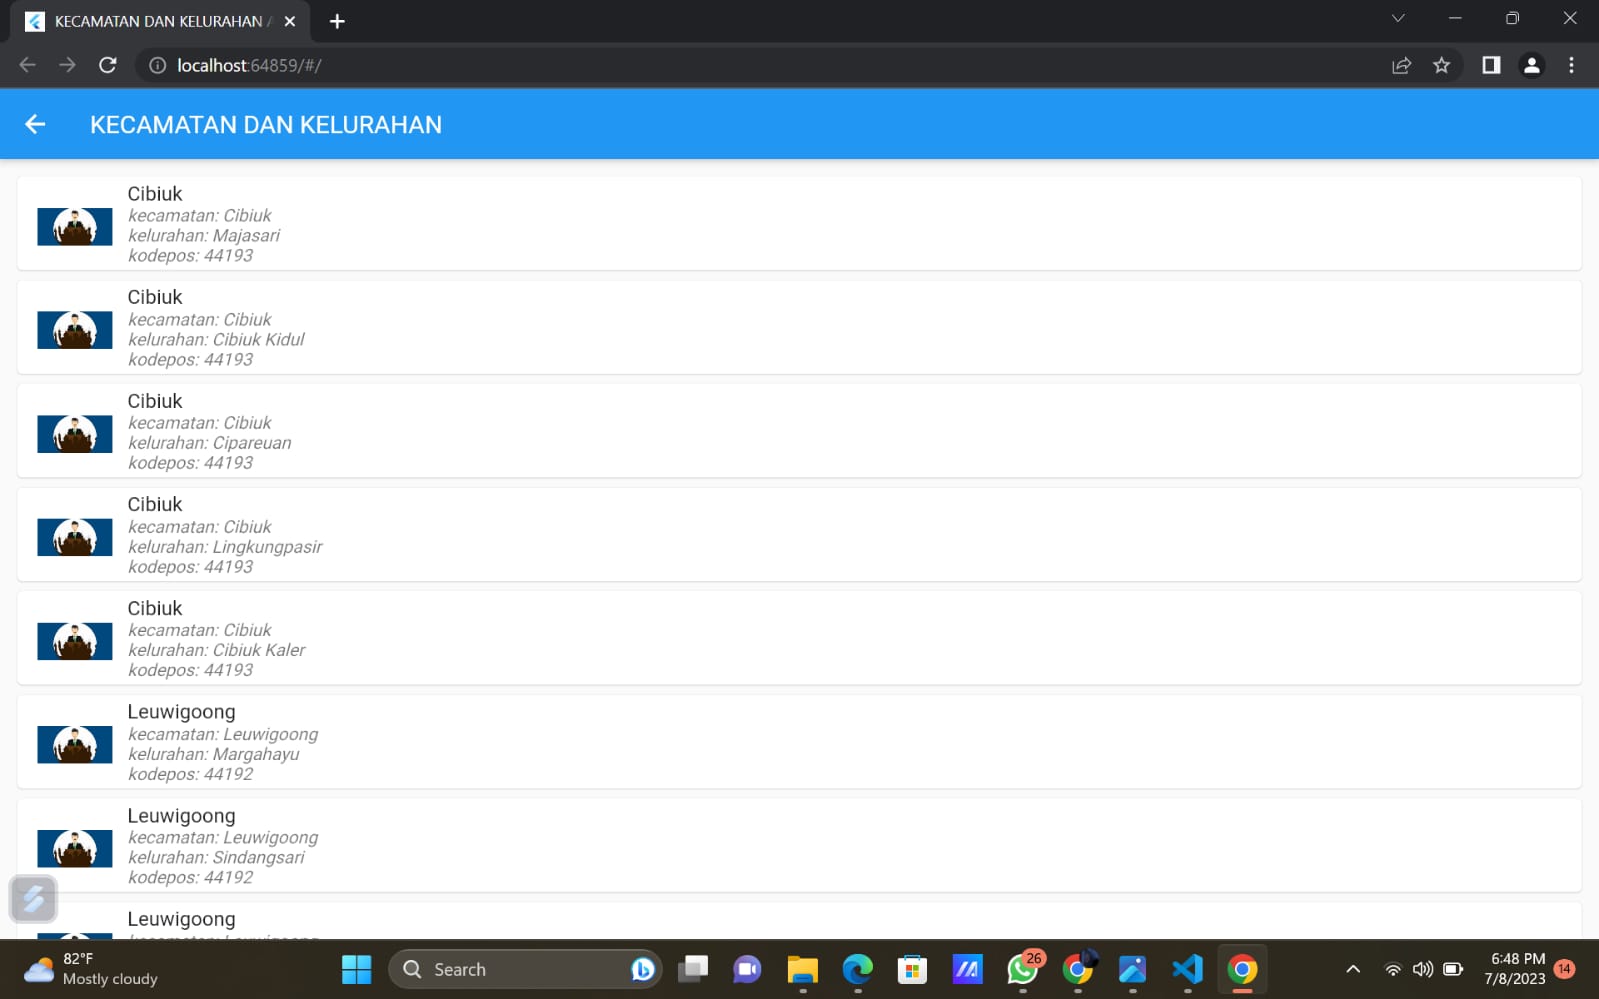 KECAMATAN DAN KELURAHAN
localhost:64859/#/
KECAMATAN DAN KELURAHAN
Cibiuk
kecamatan: Cibiuk
kelurahan: Majasari
kodepos: 44193
Cibiuk
kecamatan: Cibiuk
kelurahan: Cibiuk Kidul
kodepos: 44193
Cibiuk
kecamatan: Cibiuk
kelurahan: Cipareuan
kodepos: 44193
Cibiuk
kecamatan: Cibiuk
kelurahan: Lingkungpasir
kodepos: 44193
Cibiuk
kecamatan: Cibiuk
kelurahan: Cibiuk Kaler
kodepos: 44193
Leuwigoong
kecamatan: Leuwigoong
kelurahan: Margahayu
kodepos: 44192
Leuwigoong
kecamatan: Leuwigoong
kelurahan: Sindangsari
kodepos: 44192
Leuwigoong
82°F
Mostly cloudy
Search
26
6:48 PM
7/8/2023
14